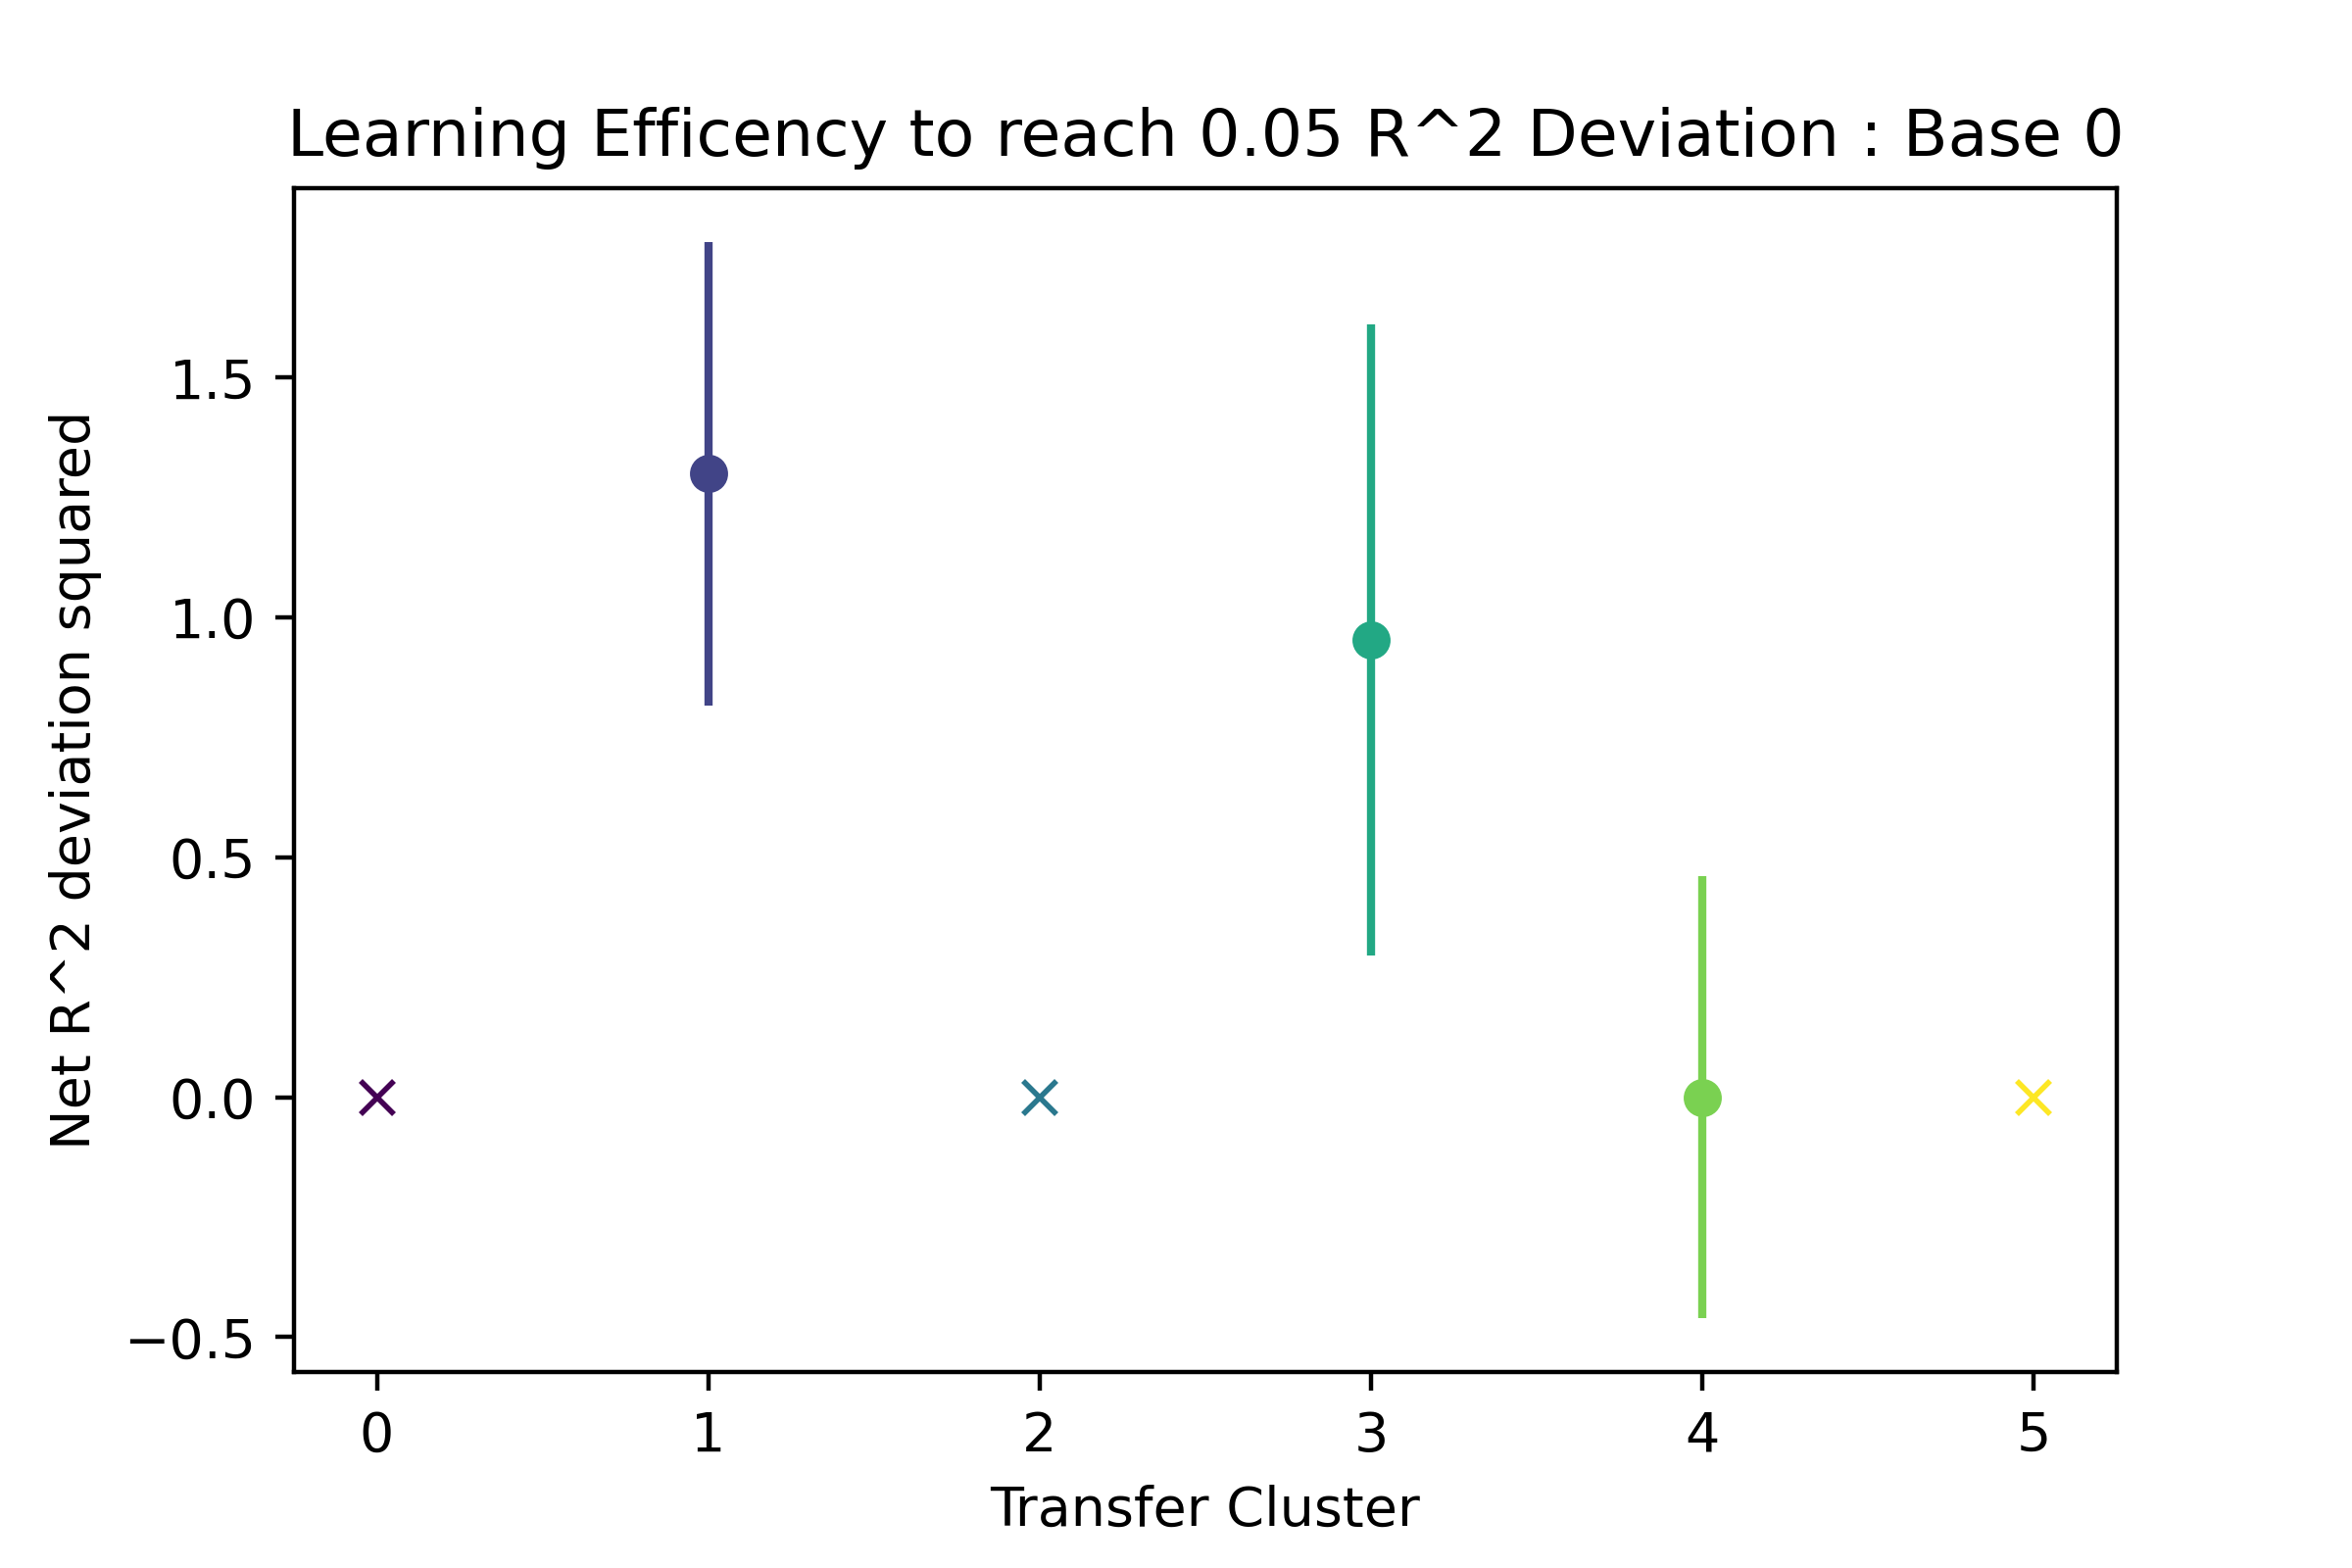 Learning Efficency to reach 0.05 R^2 Deviation : Base 0
Net R^2 deviation squared
1.5
1.0
0.5
0.0
−0.5
0 1 2 3 4 5
Transfer Cluster